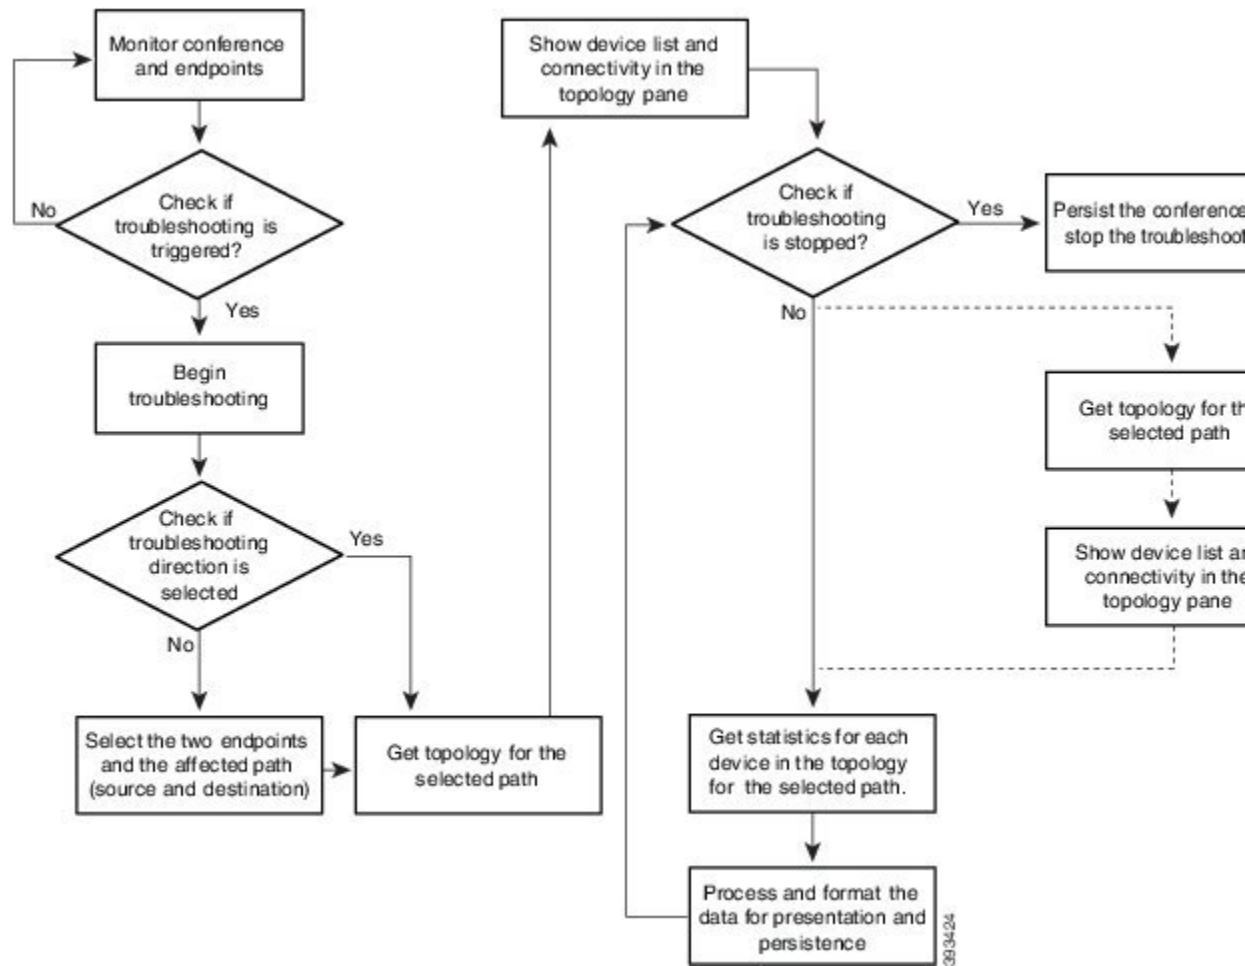 Monitor conference
and endpoints
Check if
troubleshooting is
triggered?
No
Yes
Begin
troubleshooting
Check if
troubleshooting
direction is
selected
Yes
No
Select the two endpoints
and the affected path
(source and destination)
Get topology for the
selected path
Show device list and
connectivity in the
topology pane
Check if
troubleshooting
is stopped?
Yes
No
Persist the conference
stop the
Get topology for
selected path
Show device list
connectivity in
topology pane
Get statistics for each
device in the topology
for the selected path.
Process and format the
data for presentation and
persistence
393424